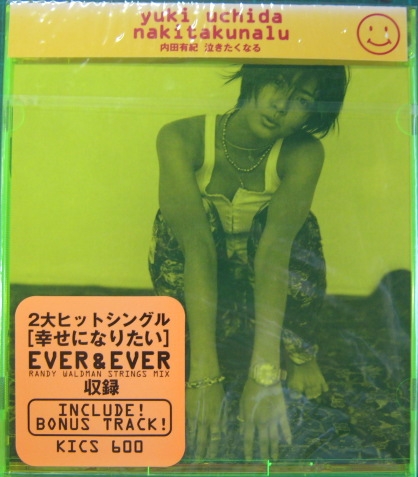 yuki uchida
nakitakunalu
内田有紀 泣きたくなる
2大ヒットシングル
[幸せになりたい]
EVER&EVER
RANDY WALDMAN STRINGS MIX
収録
INCLUDE!
BONUS TRACK!
KICS 600